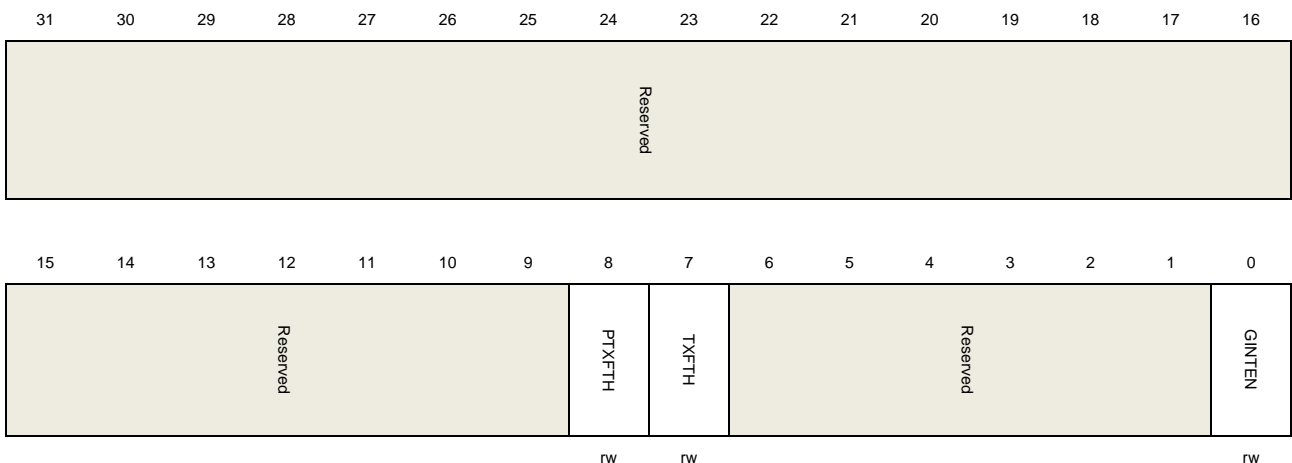 31 30 29 28 27 26 25 24 23 22 21 20 19 18 17 16
Reserved
15 14 13 12 11 10 9 8 7 6 5 4 3 2 1 0
Reserved PTXFTH TXFTH Reserved GINTEN
rw rw rw